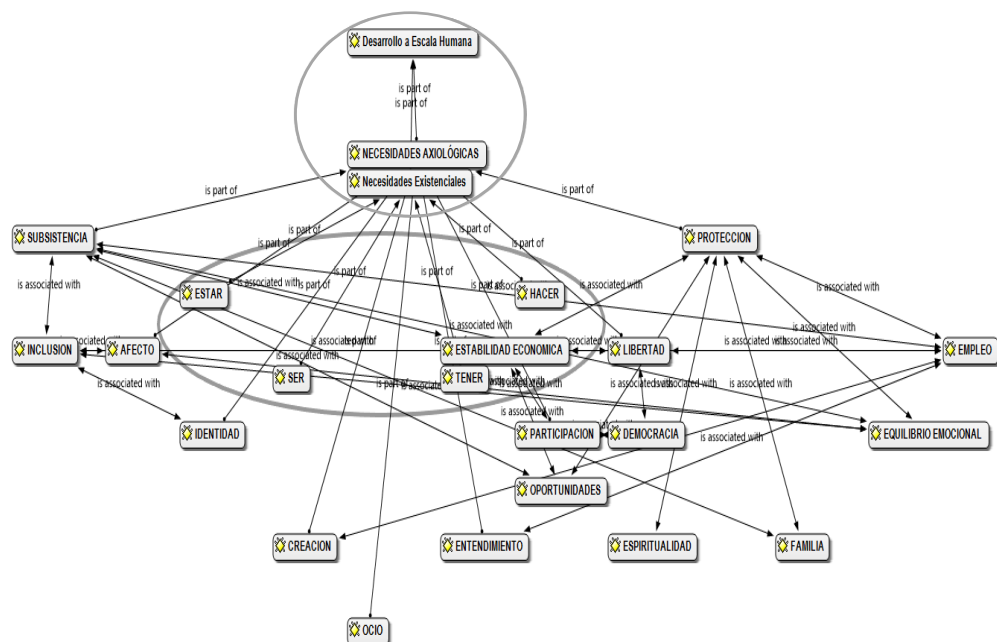 Desarrollo a Escala Humana
is part of
is part of
NECESIDADES AXIOLÓGICAS
Necesidades Existenciales
is part of
is part of
SUBSISTENCIA
is part of
is part of
is part of
PROTECCION
is part of
is part of
is part of
is associated with
is associated with
is part of
ESTAR
HACER
is associated with
is associated with
INCLUSION
AFECTO
ESTABILIDAD ECONOMICA
LIBERTAD
is associated with
EMPLEO
is associated with
SER
TENER
is part of
is associated with
is associated with
is associated with
IDENTIDAD
is associated with
PARTICIPACION
DEMOCRACIA
is associated with
EQUILIBRIO EMOCIONAL
OPORTUNIDADES
CREACION
ENTENDIMIENTO
ESPIRITUALIDAD
FAMILIA
OCIO